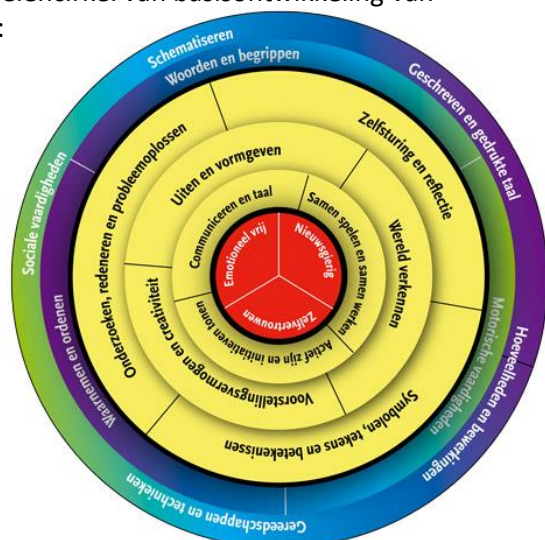 van basisontwikkeling van
:
Schematiseren
Woorden en begrippen
Geschreven en gedrukte taal
Sociale vaardigheden
Onderzoeken, redeneren en probleemoplossen
Zelfsturing en reflectie
Uiten en vormgeven
Communiceren en taal
Samen spelen en samen werken
Wereld verkennen
Emotioneel vrij
Nieuwsgierig
Zelfvertrouwen
Actief zijn en initiatieven tonen
Voorstellingsvermogen en creativiteit
Symbolen, tekens en betekenissen
Waarnemen en ordenen
Motorische vaardigheden
Hoeveelheden en bewerkingen
Gereedschappen en technieken